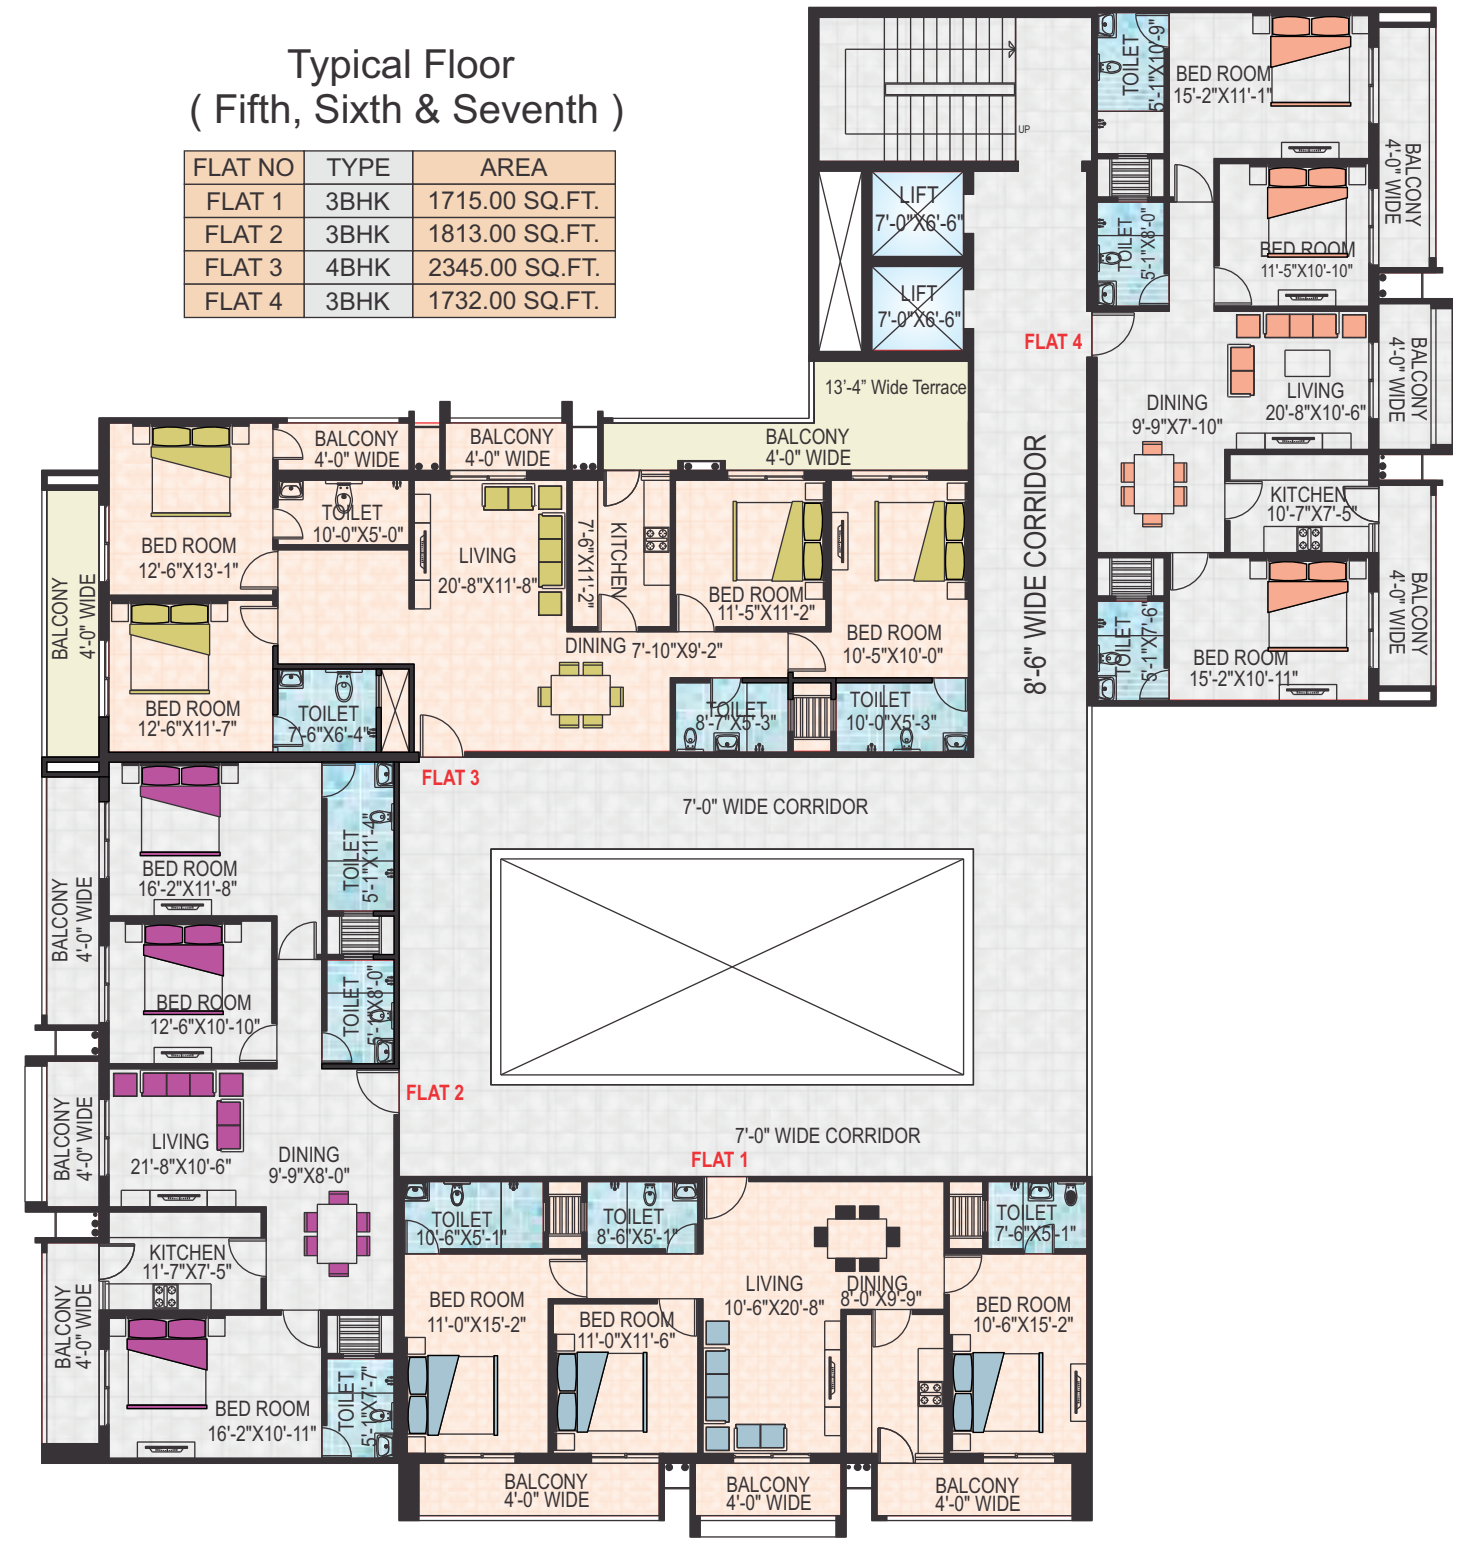 Typical Floor
( Fifth, Sixth & Seventh )
FLAT NO TYPE AREA
FLAT 1 3BHK 1715.00 SQ.FT.
FLAT 2 3BHK 1813.00 SQ.FT.
FLAT 3 4BHK 2345.00 SQ.FT.
FLAT 4 3BHK 1732.00 SQ.FT.
UP
LIFT
7'-0"X6'-6"
LIFT
7'-0"X6'-6"
13'-4" Wide Terrace
8'-6" WIDE CORRIDOR
FLAT 4
TOILET
5'-1"X10'-9"
BED ROOM
15'-2"X11'-1"
BALCONY
4'-0" WIDE
TOILET
5'-1"X8'-0"
BED ROOM
11'-5"X10'-10"
LIVING
20'-8"X10'-6"
BALCONY
4'-0" WIDE
DINING
9'-9"X7'-10"
KITCHEN
10'-7"X7'-5"
BALCONY
4'-0" WIDE
TOILET
5'-1"X7'-6"
BED ROOM
15'-2"X10'-11"
BALCONY
4'-0" WIDE
BALCONY
4'-0" WIDE
BALCONY
4'-0" WIDE
BED ROOM
12'-6"X13'-1"
TOILET
10'-0"X5'-0"
LIVING
20'-8"X11'-8"
KITCHEN
7'-6"X11'-2"
BED ROOM
11'-5"X11'-2"
BED ROOM
10'-5"X10'-0"
BALCONY
4'-0" WIDE
DINING 7'-10"X9'-2"
BED ROOM
12'-6"X11'-7"
TOILET
7'-6"X6'-4"
TOILET
8'-7"X5'-3"
TOILET
10'-0"X5'-3"
FLAT 3
7'-0" WIDE CORRIDOR
BED ROOM
16'-2"X11'-8"
TOILET
5'-1"X11'-4"
BALCONY
4'-0" WIDE
BED ROOM
12'-6"X10'-10"
TOILET
5'-1"X8'-0"
FLAT 2
BALCONY
4'-0" WIDE
LIVING
21'-8"X10'-6"
DINING
9'-9"X8'-0"
KITCHEN
11'-7"X7'-5"
BALCONY
4'-0" WIDE
BED ROOM
16'-2"X10'-11"
TOILET
5'-1"X7'-7"
7'-0" WIDE CORRIDOR
FLAT 1
TOILET
10'-6"X5'-1"
TOILET
8'-6"X5'-1"
TOILET
7'-6"X5'-1"
BED ROOM
11'-0"X15'-2"
BED ROOM
11'-0"X11'-6"
LIVING
10'-6"X20'-8"
DINING
8'-0"X9'-9"
BED ROOM
10'-6"X15'-2"
BALCONY
4'-0" WIDE
BALCONY
4'-0" WIDE
BALCONY
4'-0" WIDE